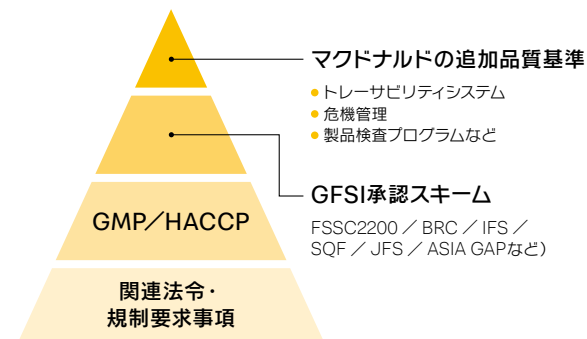 マクドナルドの追加品質基準
●トレーサビリティシステム
●危機管理
●製品検査プログラムなど
GFSI承認スキーム
FSSC2200 ／ BRC ／ IFS ／
SQF ／ JFS ／ ASIA GAPなど）
GMP／HACCP
関連法令・
規制要求事項